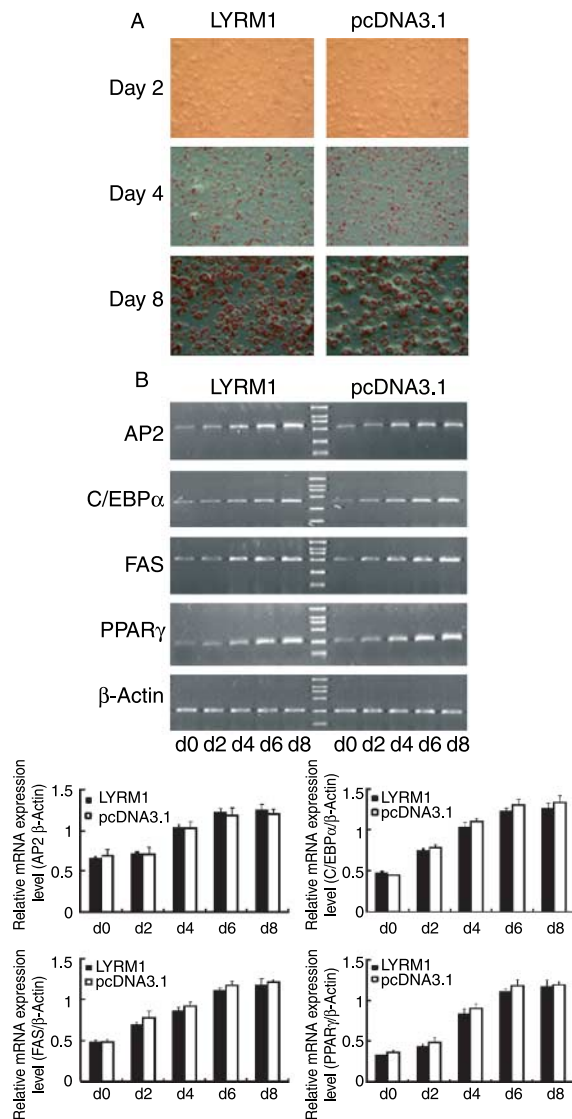 A
LYRM1 pcDNA3.1
Day 2
Day 4
Day 8
B
LYRM1 pcDNA3.1
AP2
C/EBPα
FAS
PPARγ
β-Actin
d0 d2 d4 d6 d8 d0 d2 d4 d6 d8
Relative mRNA expression
level (AP2 β-Actin)
1.5
1
0.5
0
LYRM1
pcDNA3.1
d0 d2 d4 d6 d8
Relative mRNA expression
level (C/EBPα/β-Actin)
1.5
1
0.5
0
LYRM1
pcDNA3.1
d0 d2 d4 d6 d8
Relative mRNA expression
level (FAS/β-Actin)
1.5
1
0.5
0
LYRM1
pcDNA3.1
d0 d2 d4 d6 d8
Relative mRNA expression
level (PPARγ/β-Actin)
1.5
1
0.5
0
LYRM1
pcDNA3.1
d0 d2 d4 d6 d8